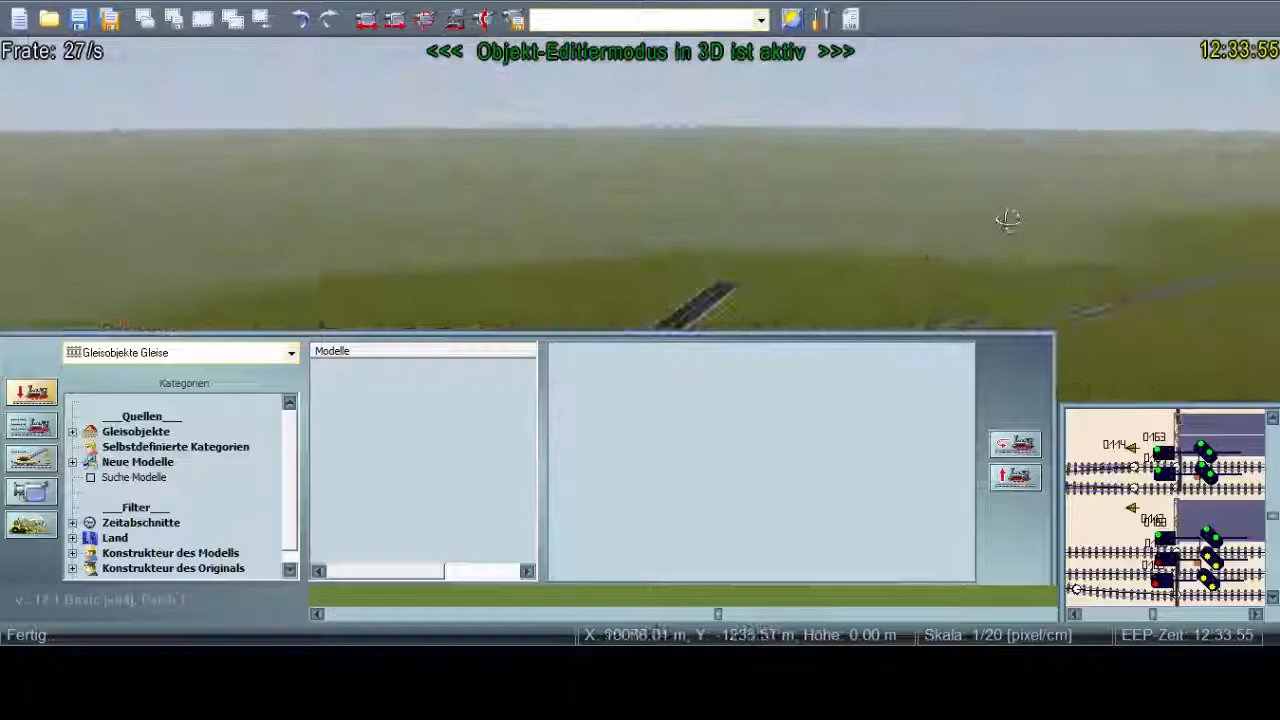 Frate: 27/s
<<< Objekt-Editiermodus in 3D ist aktiv >>>
12:33:55
Gleisobjekte Gleise
Kategorien
___Quellen___
Gleisobjekte
Selbstdefinierte Kategorien
Neue Modelle
Suche Modelle
___Filter___
Zeitabschnitte
Land
Konstrukteur des Modells
Konstrukteur des Originals
Modelle
0114
0163
Fertig..
Skala: 1/20 [pixel/cm]
Höhe: 0.00 m
EEP-Zeit: 12:33:55